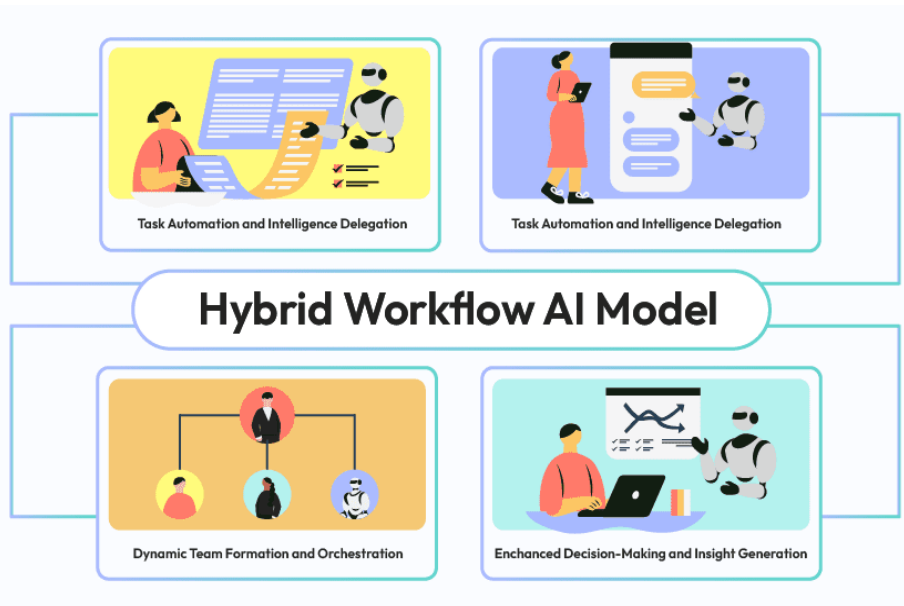 Task Automation and Intelligence Delegation
Task Automation and Intelligence Delegation
Hybrid Workflow AI Model
Dynamic Team Formation and Orchestration
Enchanced Decision-Making and Insight Generation